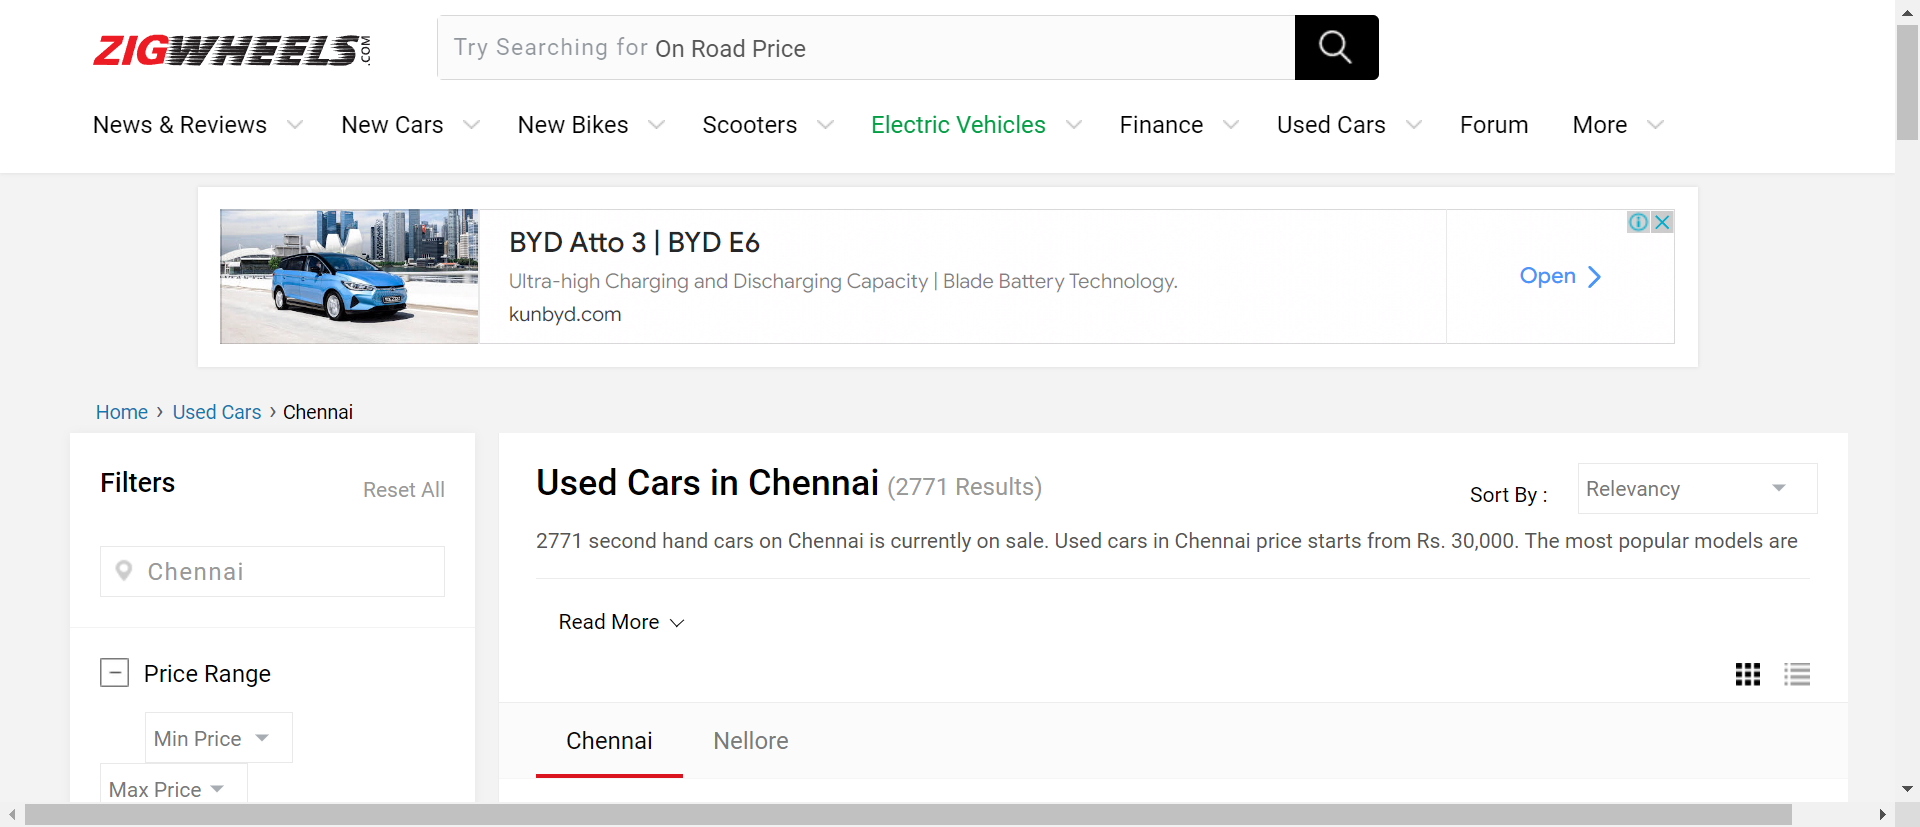 ZIGWHEELS.COM
Try Searching for On Road Price
News & Reviews New Cars New Bikes Scooters Electric Vehicles Finance Used Cars Forum More
BYD Atto 3 | BYD E6
Ultra-high Charging and Discharging Capacity | Blade Battery Technology.
kunbyd.com
Open
Home › Used Cars › Chennai
Filters
Reset All
Chennai
Price Range
Min Price
Max Price
Used Cars in Chennai (2771 Results)
Sort By :
Relevancy
2771 second hand cars on Chennai is currently on sale. Used cars in Chennai price starts from Rs. 30,000. The most popular models are
Read More
Chennai Nellore